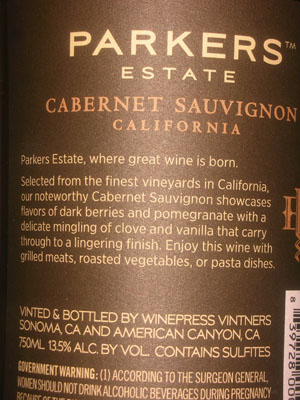 PARKERS™
ESTATE
CABERNET SAUVIGNON
CALIFORNIA
Parkers Estate, where great wine is born.
Selected from the finest vineyards in California,
our noteworthy Cabernet Sauvignon showcases
flavors of dark berries and pomegranate with a
delicate mingling of clove and vanilla that carry
through to a lingering finish. Enjoy this wine with
grilled meats, roasted vegetables, or pasta dishes.
VINTED & BOTTLED BY WINEPRESS VINTNERS
SONOMA, CA AND AMERICAN CANYON, CA
750ML 13.5% ALC. BY VOL. CONTAINS SULFITES
GOVERNMENT WARNING: (1) ACCORDING TO THE SURGEON GENERAL,
WOMEN SHOULD NOT DRINK ALCOHOLIC BEVERAGES DURING PREGNANCY